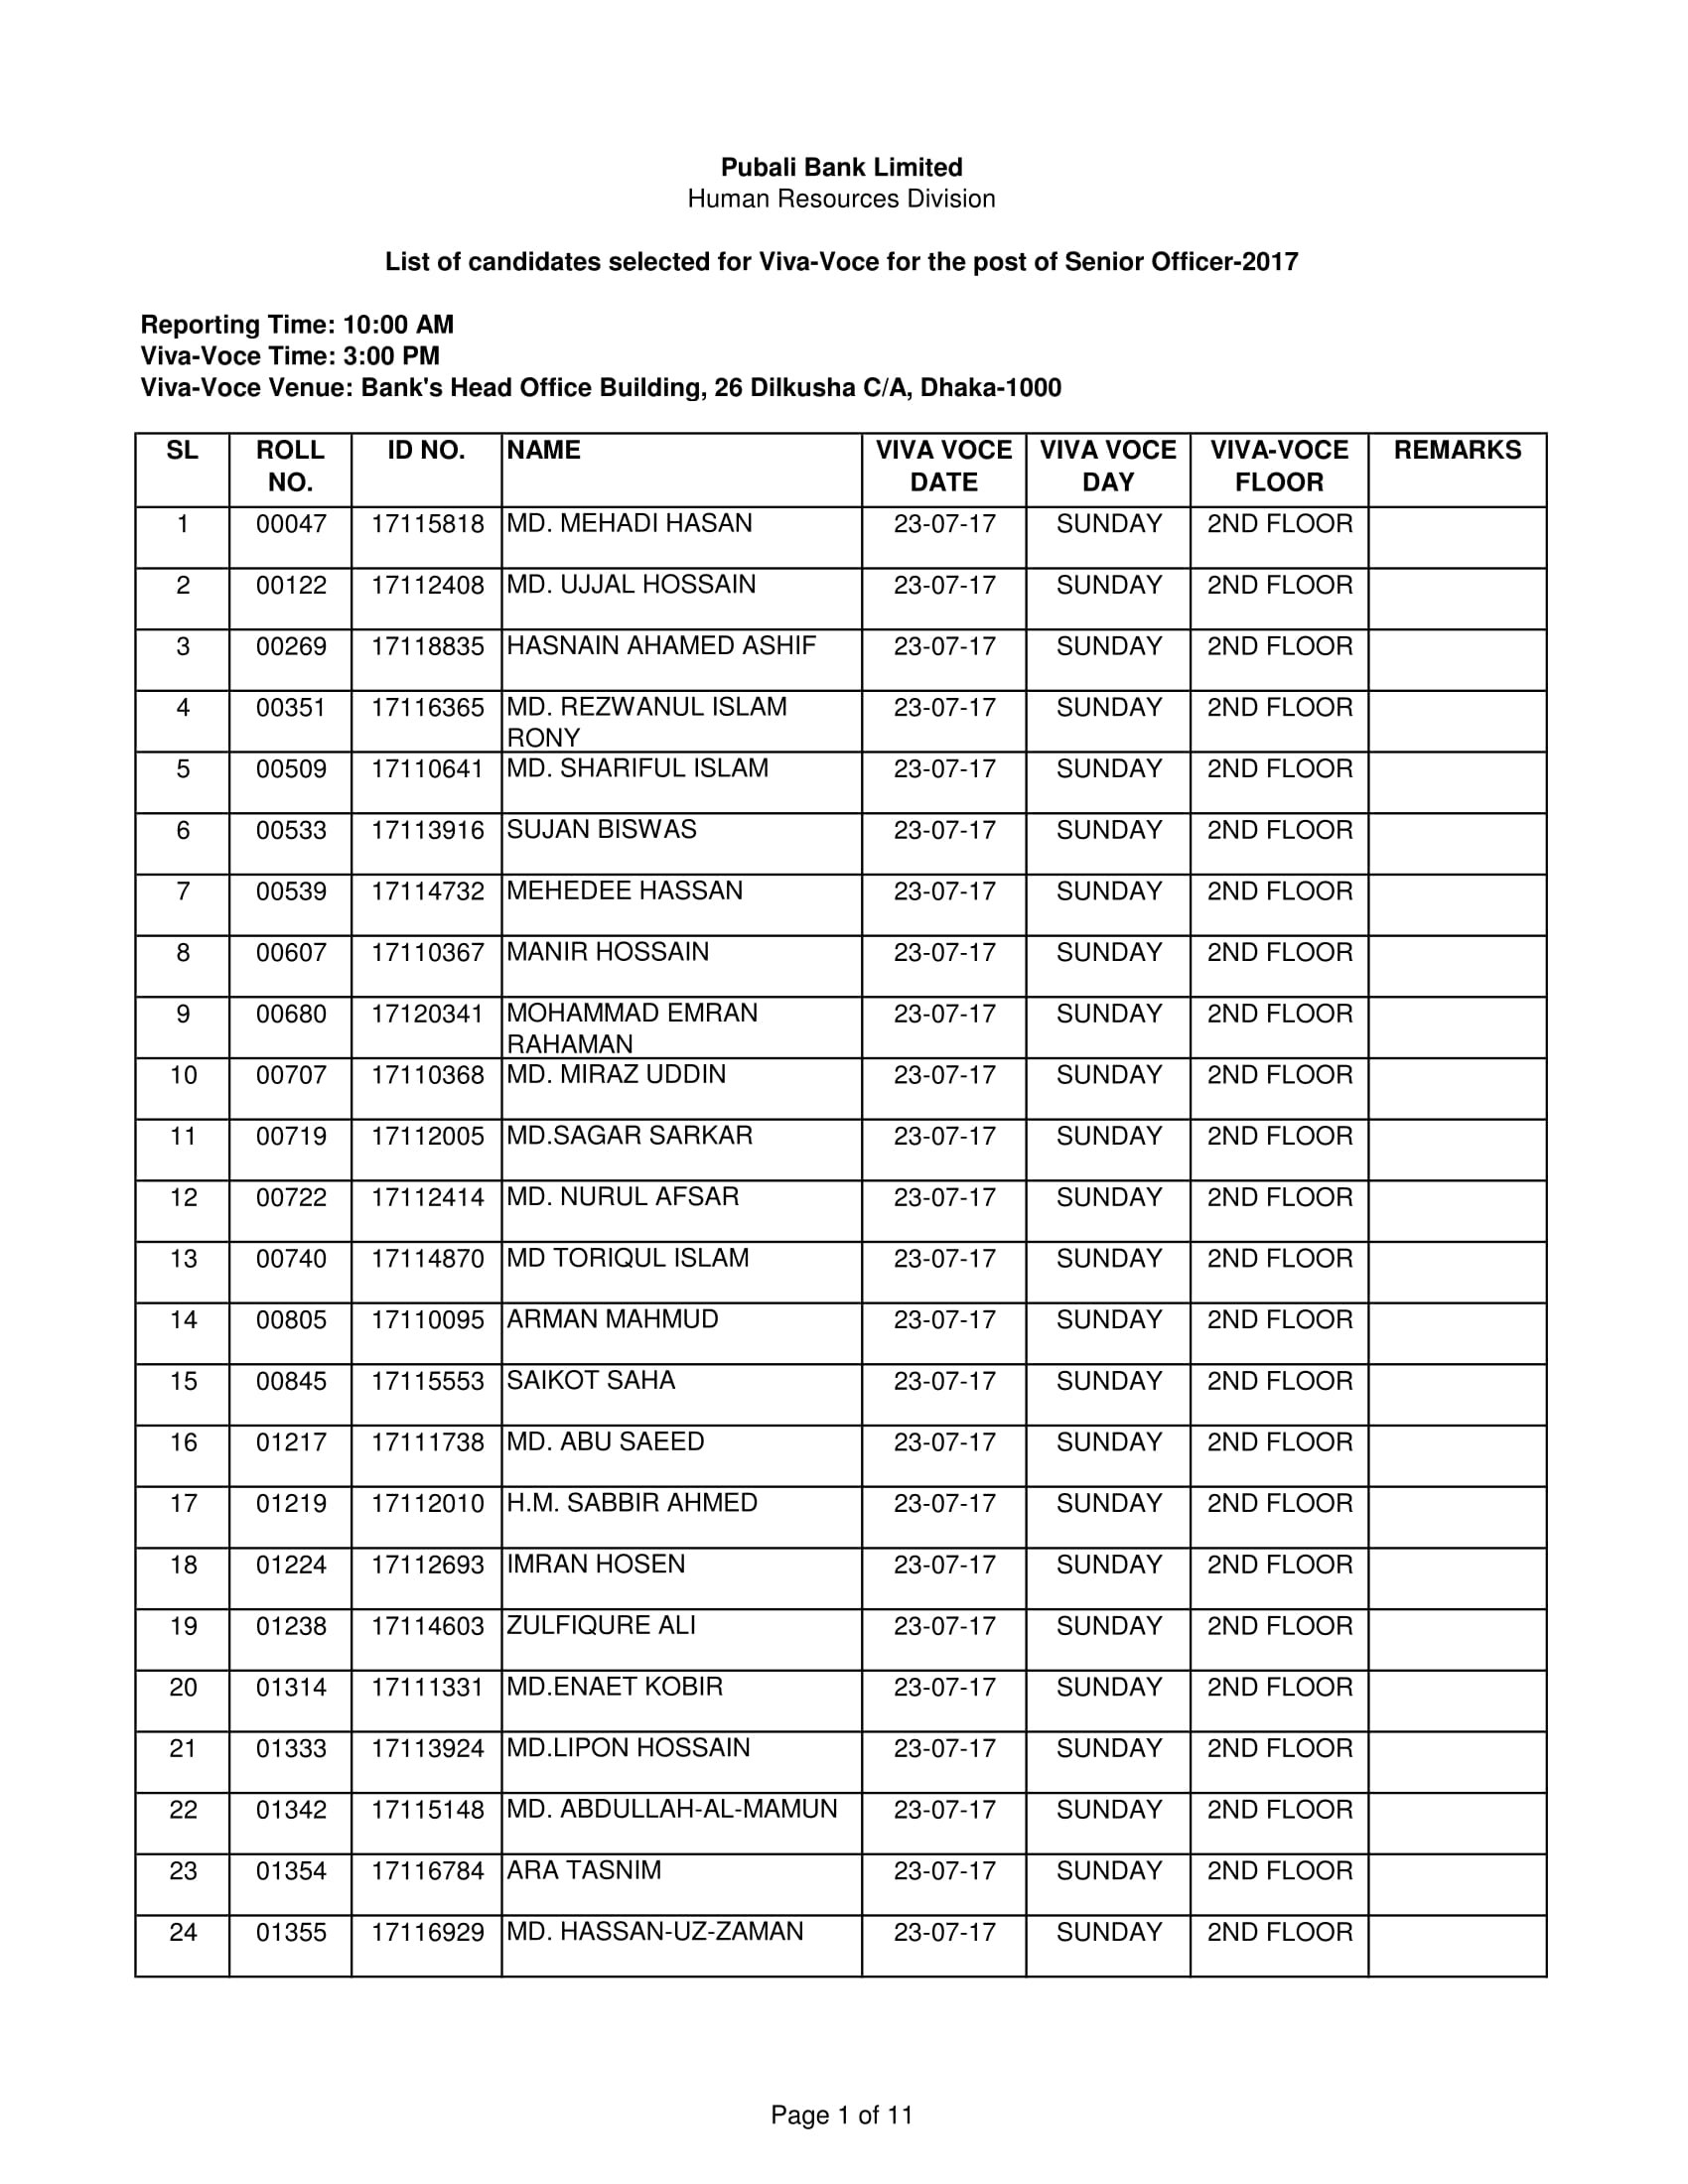 Pubali Bank Limited
Human Resources Division
List of candidates selected for Viva-Voce for the post of Senior Officer-2017
Reporting Time: 10:00 AM
Viva-Voce Time: 3:00 PM
Viva-Voce Venue: Bank's Head Office Building, 26 Dilkusha C/A, Dhaka-1000
SL ROLL NO. ID NO. NAME VIVA VOCE DATE VIVA VOCE DAY VIVA-VOCE FLOOR REMARKS
1 00047 17115818 MD. MEHADI HASAN 23-07-17 SUNDAY 2ND FLOOR
2 00122 17112408 MD. UJJAL HOSSAIN 23-07-17 SUNDAY 2ND FLOOR
3 00269 17118835 HASNAIN AHAMED ASHIF 23-07-17 SUNDAY 2ND FLOOR
4 00351 17116365 MD. REZWANUL ISLAM RONY 23-07-17 SUNDAY 2ND FLOOR
5 00509 17110641 MD. SHARIFUL ISLAM 23-07-17 SUNDAY 2ND FLOOR
6 00533 17113916 SUJAN BISWAS 23-07-17 SUNDAY 2ND FLOOR
7 00539 17114732 MEHEDEE HASSAN 23-07-17 SUNDAY 2ND FLOOR
8 00607 17110367 MANIR HOSSAIN 23-07-17 SUNDAY 2ND FLOOR
9 00680 17120341 MOHAMMAD EMRAN RAHAMAN 23-07-17 SUNDAY 2ND FLOOR
10 00707 17110368 MD. MIRAZ UDDIN 23-07-17 SUNDAY 2ND FLOOR
11 00719 17112005 MD.SAGAR SARKAR 23-07-17 SUNDAY 2ND FLOOR
12 00722 17112414 MD. NURUL AFSAR 23-07-17 SUNDAY 2ND FLOOR
13 00740 17114870 MD TORIQUL ISLAM 23-07-17 SUNDAY 2ND FLOOR
14 00805 17110095 ARMAN MAHMUD 23-07-17 SUNDAY 2ND FLOOR
15 00845 17115553 SAIKOT SAHA 23-07-17 SUNDAY 2ND FLOOR
16 01217 17111738 MD. ABU SAEED 23-07-17 SUNDAY 2ND FLOOR
17 01219 17112010 H.M. SABBIR AHMED 23-07-17 SUNDAY 2ND FLOOR
18 01224 17112693 IMRAN HOSEN 23-07-17 SUNDAY 2ND FLOOR
19 01238 17114603 ZULFIQURE ALI 23-07-17 SUNDAY 2ND FLOOR
20 01314 17111331 MD.ENAET KOBIR 23-07-17 SUNDAY 2ND FLOOR
21 01333 17113924 MD.LIPON HOSSAIN 23-07-17 SUNDAY 2ND FLOOR
22 01342 17115148 MD. ABDULLAH-AL-MAMUN 23-07-17 SUNDAY 2ND FLOOR
23 01354 17116784 ARA TASNIM 23-07-17 SUNDAY 2ND FLOOR
24 01355 17116929 MD. HASSAN-UZ-ZAMAN 23-07-17 SUNDAY 2ND FLOOR
Page 1 of 11